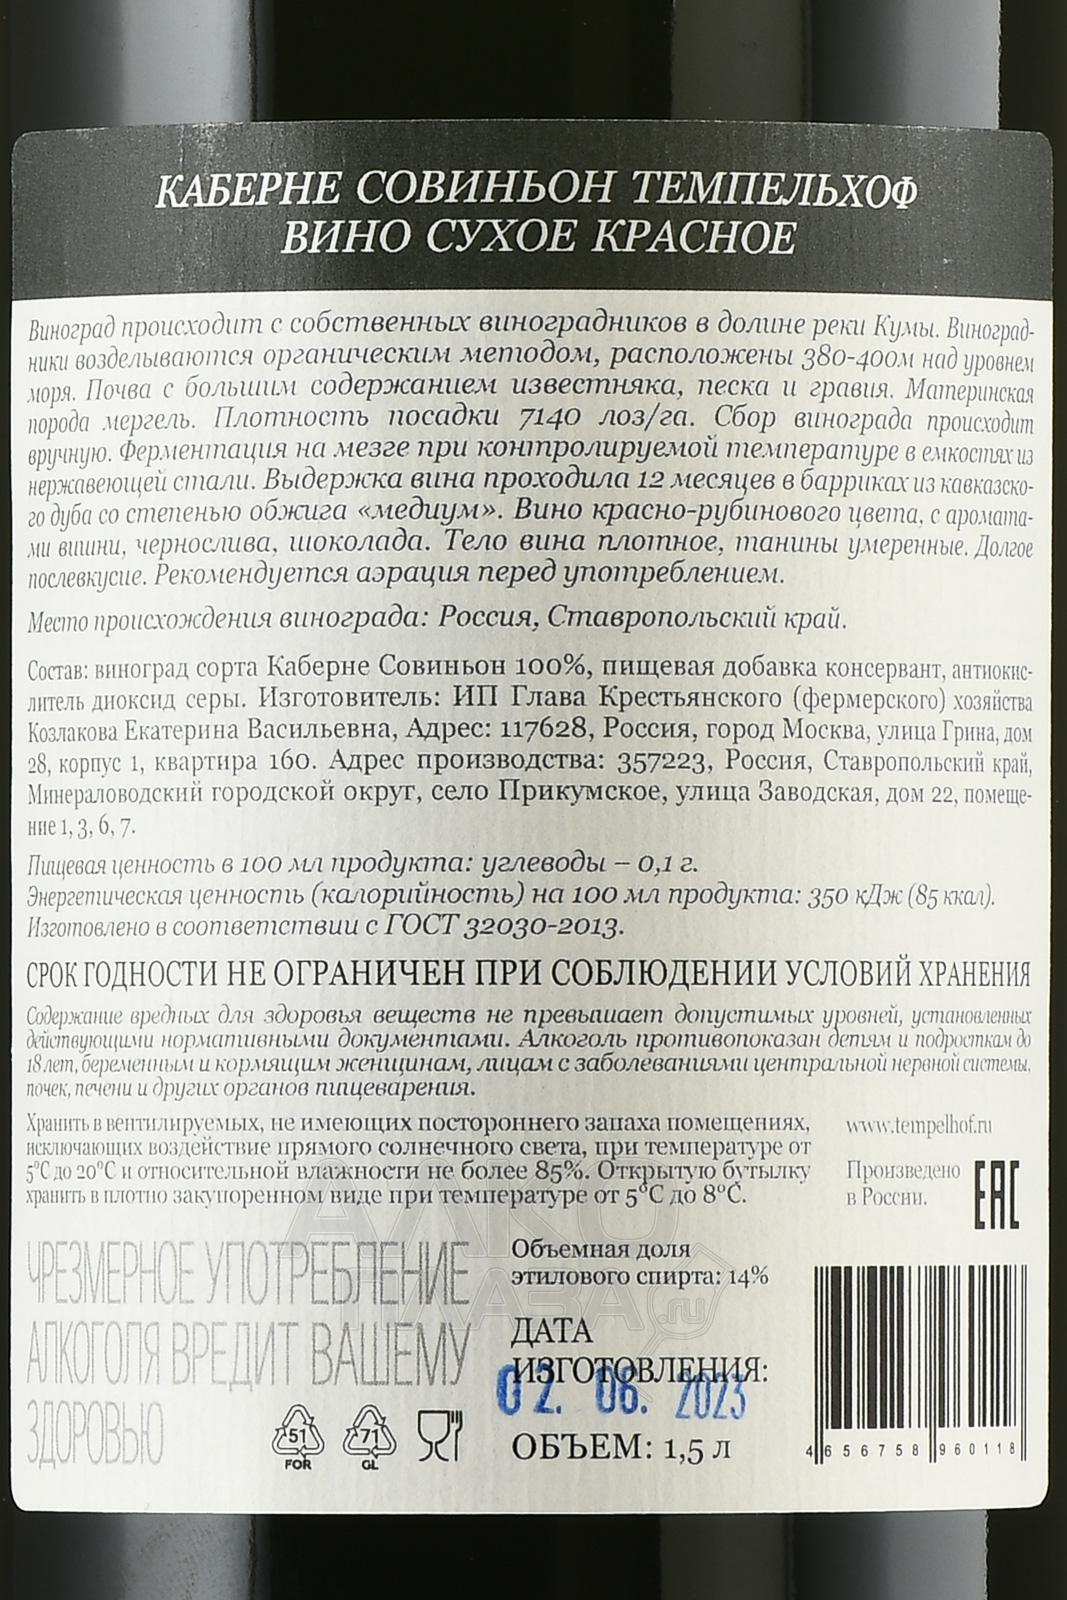 КАБЕРНЕ СОВИНЬОН ТЕМПЕЛЬХОФ
ВИНО СУХОЕ КРАСНОЕ
Виноград происходит с собственных виноградников в долине реки Кумы. Виноград-
ники возделываются органическим методом, расположены 380-400м над уровнем
моря. Почва с большим содержанием известняка, песка и гравия. Материнская
порода мергель. Плотность посадки 7140 лоз/га. Сбор винограда происходит
вручную. Ферментация на мезге при контролируемой температуре в емкостях из
нержавеющей стали. Выдержка вина проходила 12 месяцев в барриках из кавказско-
го дуба со степенью обжига «медиум». Вино красно-рубинового цвета, с аромата-
ми вишни, чернослива, шоколада. Тело вина плотное, танины умеренные. Долгое
послевкусие. Рекомендуется аэрация перед употреблением.
Место происхождения винограда: Россия, Ставропольский край.
Состав: виноград сорта Каберне Совиньон 100%, пищевая добавка консервант, антиокис-
литель диоксид серы. Изготовитель: ИП Глава Крестьянского (фермерского) хозяйства
Козлакова Екатерина Васильевна, Адрес: 117628, Россия, город Москва, улица Грина, дом
28, корпус 1, квартира 160. Адрес производства: 357223, Россия, Ставропольский край,
Минераловодский городской округ, село Прикумское, улица Заводская, дом 22, помеще-
ние 1, 3, 6, 7.
Пищевая ценность в 100 мл продукта: углеводы – 0,1 г.
Энергетическая ценность (калорийность) на 100 мл продукта: 350 кДж (85 ккал).
Изготовлено в соответствии с ГОСТ 32030-2013.
СРОК ГОДНОСТИ НЕ ОГРАНИЧЕН ПРИ СОБЛЮДЕНИИ УСЛОВИЙ ХРАНЕНИЯ
Содержание вредных для здоровья веществ не превышает допустимых уровней, установленных
действующими нормативными документами. Алкоголь противопоказан детям и подросткам до
18 лет, беременным и кормящим женщинам, лицам с заболеваниями центральной нервной системы,
почек, печени и других органов пищеварения.
Хранить в вентилируемых, не имеющих постороннего запаха помещениях,
исключающих воздействие прямого солнечного света, при температуре от
5°C до 20°C и относительной влажности не более 85%. Открытую бутылку
хранить в плотно закупоренном виде при температуре от 5°C до 8°C.
www.tempelhof.ru
Произведено
в России.
EAC
ЧРЕЗМЕРНОЕ УПОТРЕБЛЕНИЕ
АЛКОГОЛЯ ВРЕДИТ ВАШЕМУ
ЗДОРОВЬЮ
Объемная доля
этилового спирта: 14%
ДАТА
ИЗГОТОВЛЕНИЯ:
02. 06. 2023
ОБЪЕМ: 1,5 л
51
FOR
71
GL
4656758960118
АЛКО
ЛАЗА
.ru